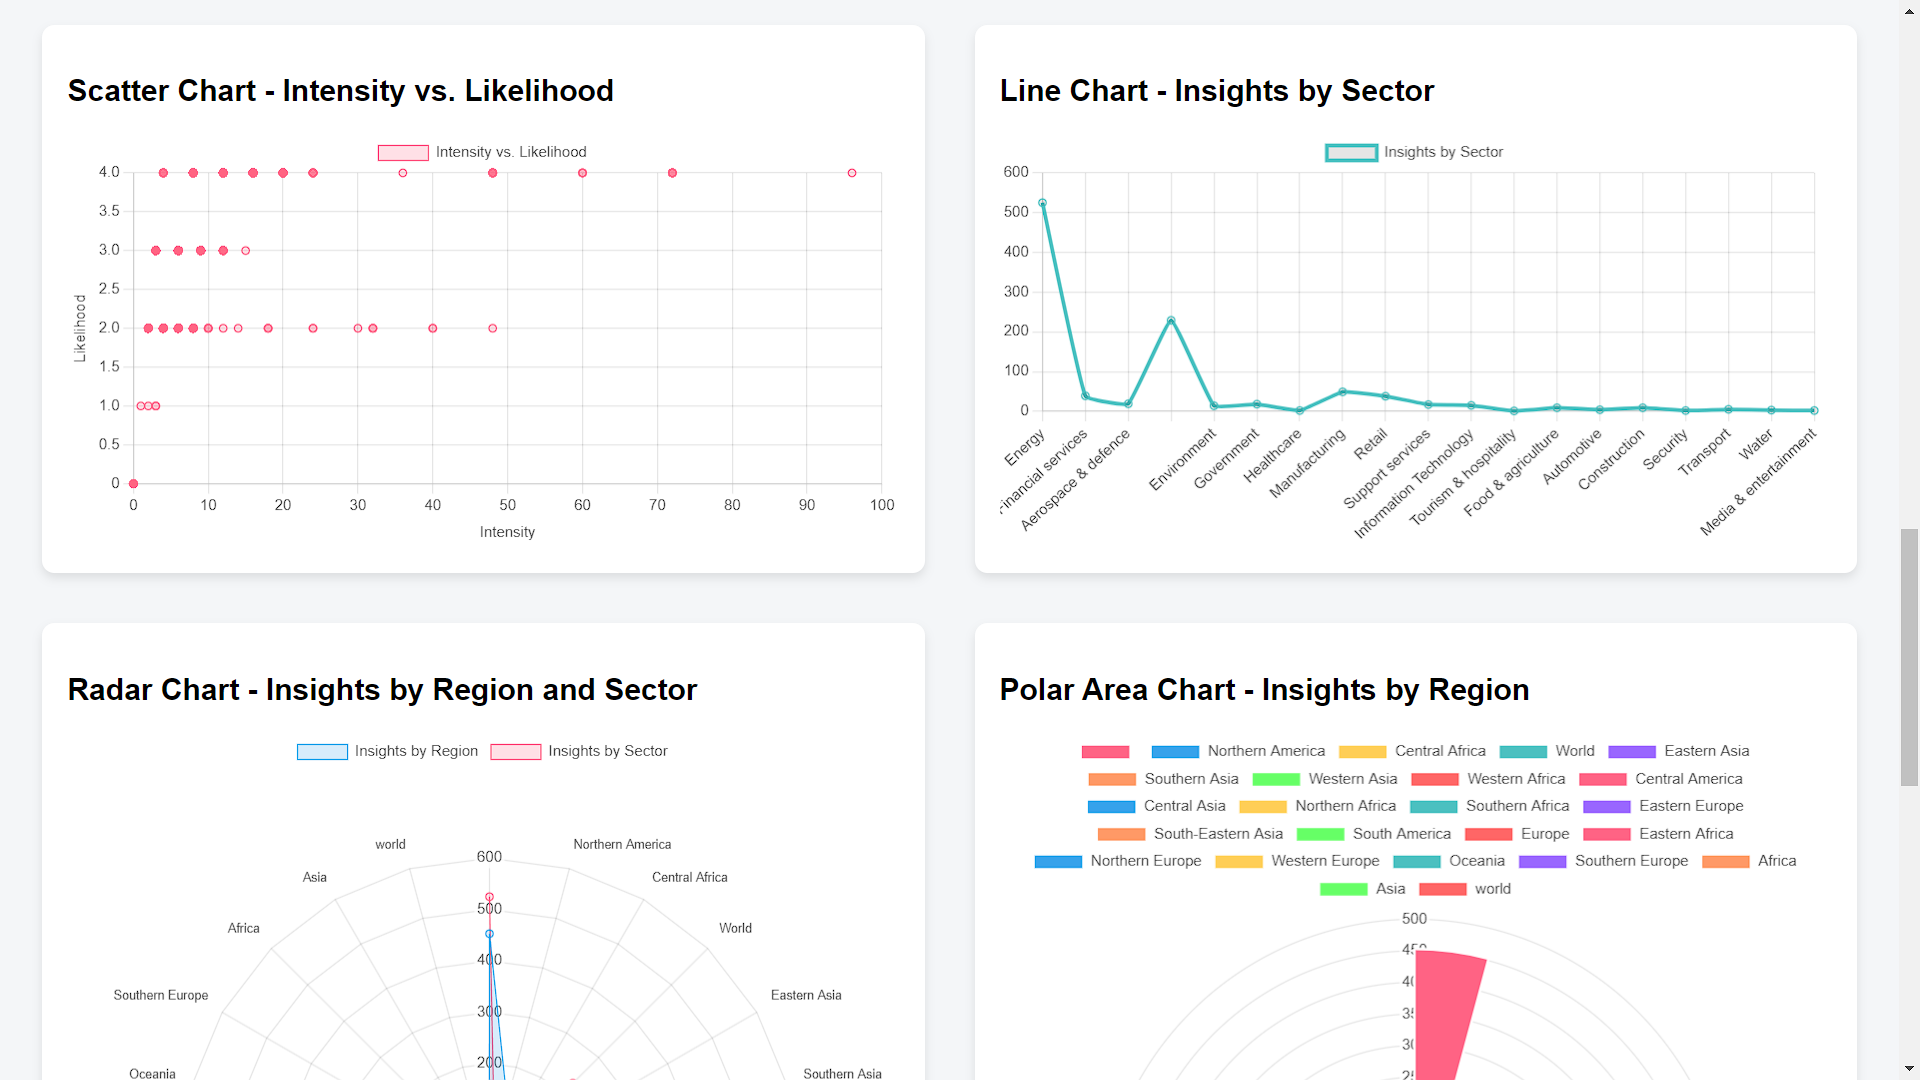 Scatter Chart - Intensity vs. Likelihood
Intensity vs. Likelihood
4.0
3.5
3.0
2.5
2.0
1.5
1.0
0.5
0
Likelihood
0 10 20 30 40 50 60 70 80 90 100
Intensity
Line Chart - Insights by Sector
Insights by Sector
600
500
400
300
200
100
0
Energy
Financial services
Aerospace & defence
Environment
Government
Healthcare
Manufacturing
Retail
Support services
Information Technology
Tourism & hospitality
Food & agriculture
Automotive
Construction
Security
Transport
Water
Media & entertainment
Radar Chart - Insights by Region and Sector
Insights by Region Insights by Sector
world
Northern America
Asia
Central Africa
Africa
World
Southern Europe
Eastern Asia
Oceania
Southern Asia
600
500
400
300
200
Polar Area Chart - Insights by Region
Northern America Central Africa World Eastern Asia
Southern Asia Western Asia Western Africa Central America
Central Asia Northern Africa Southern Africa Eastern Europe
South-Eastern Asia South America Europe Eastern Africa
Northern Europe Western Europe Oceania Southern Europe Africa
Asia world
500